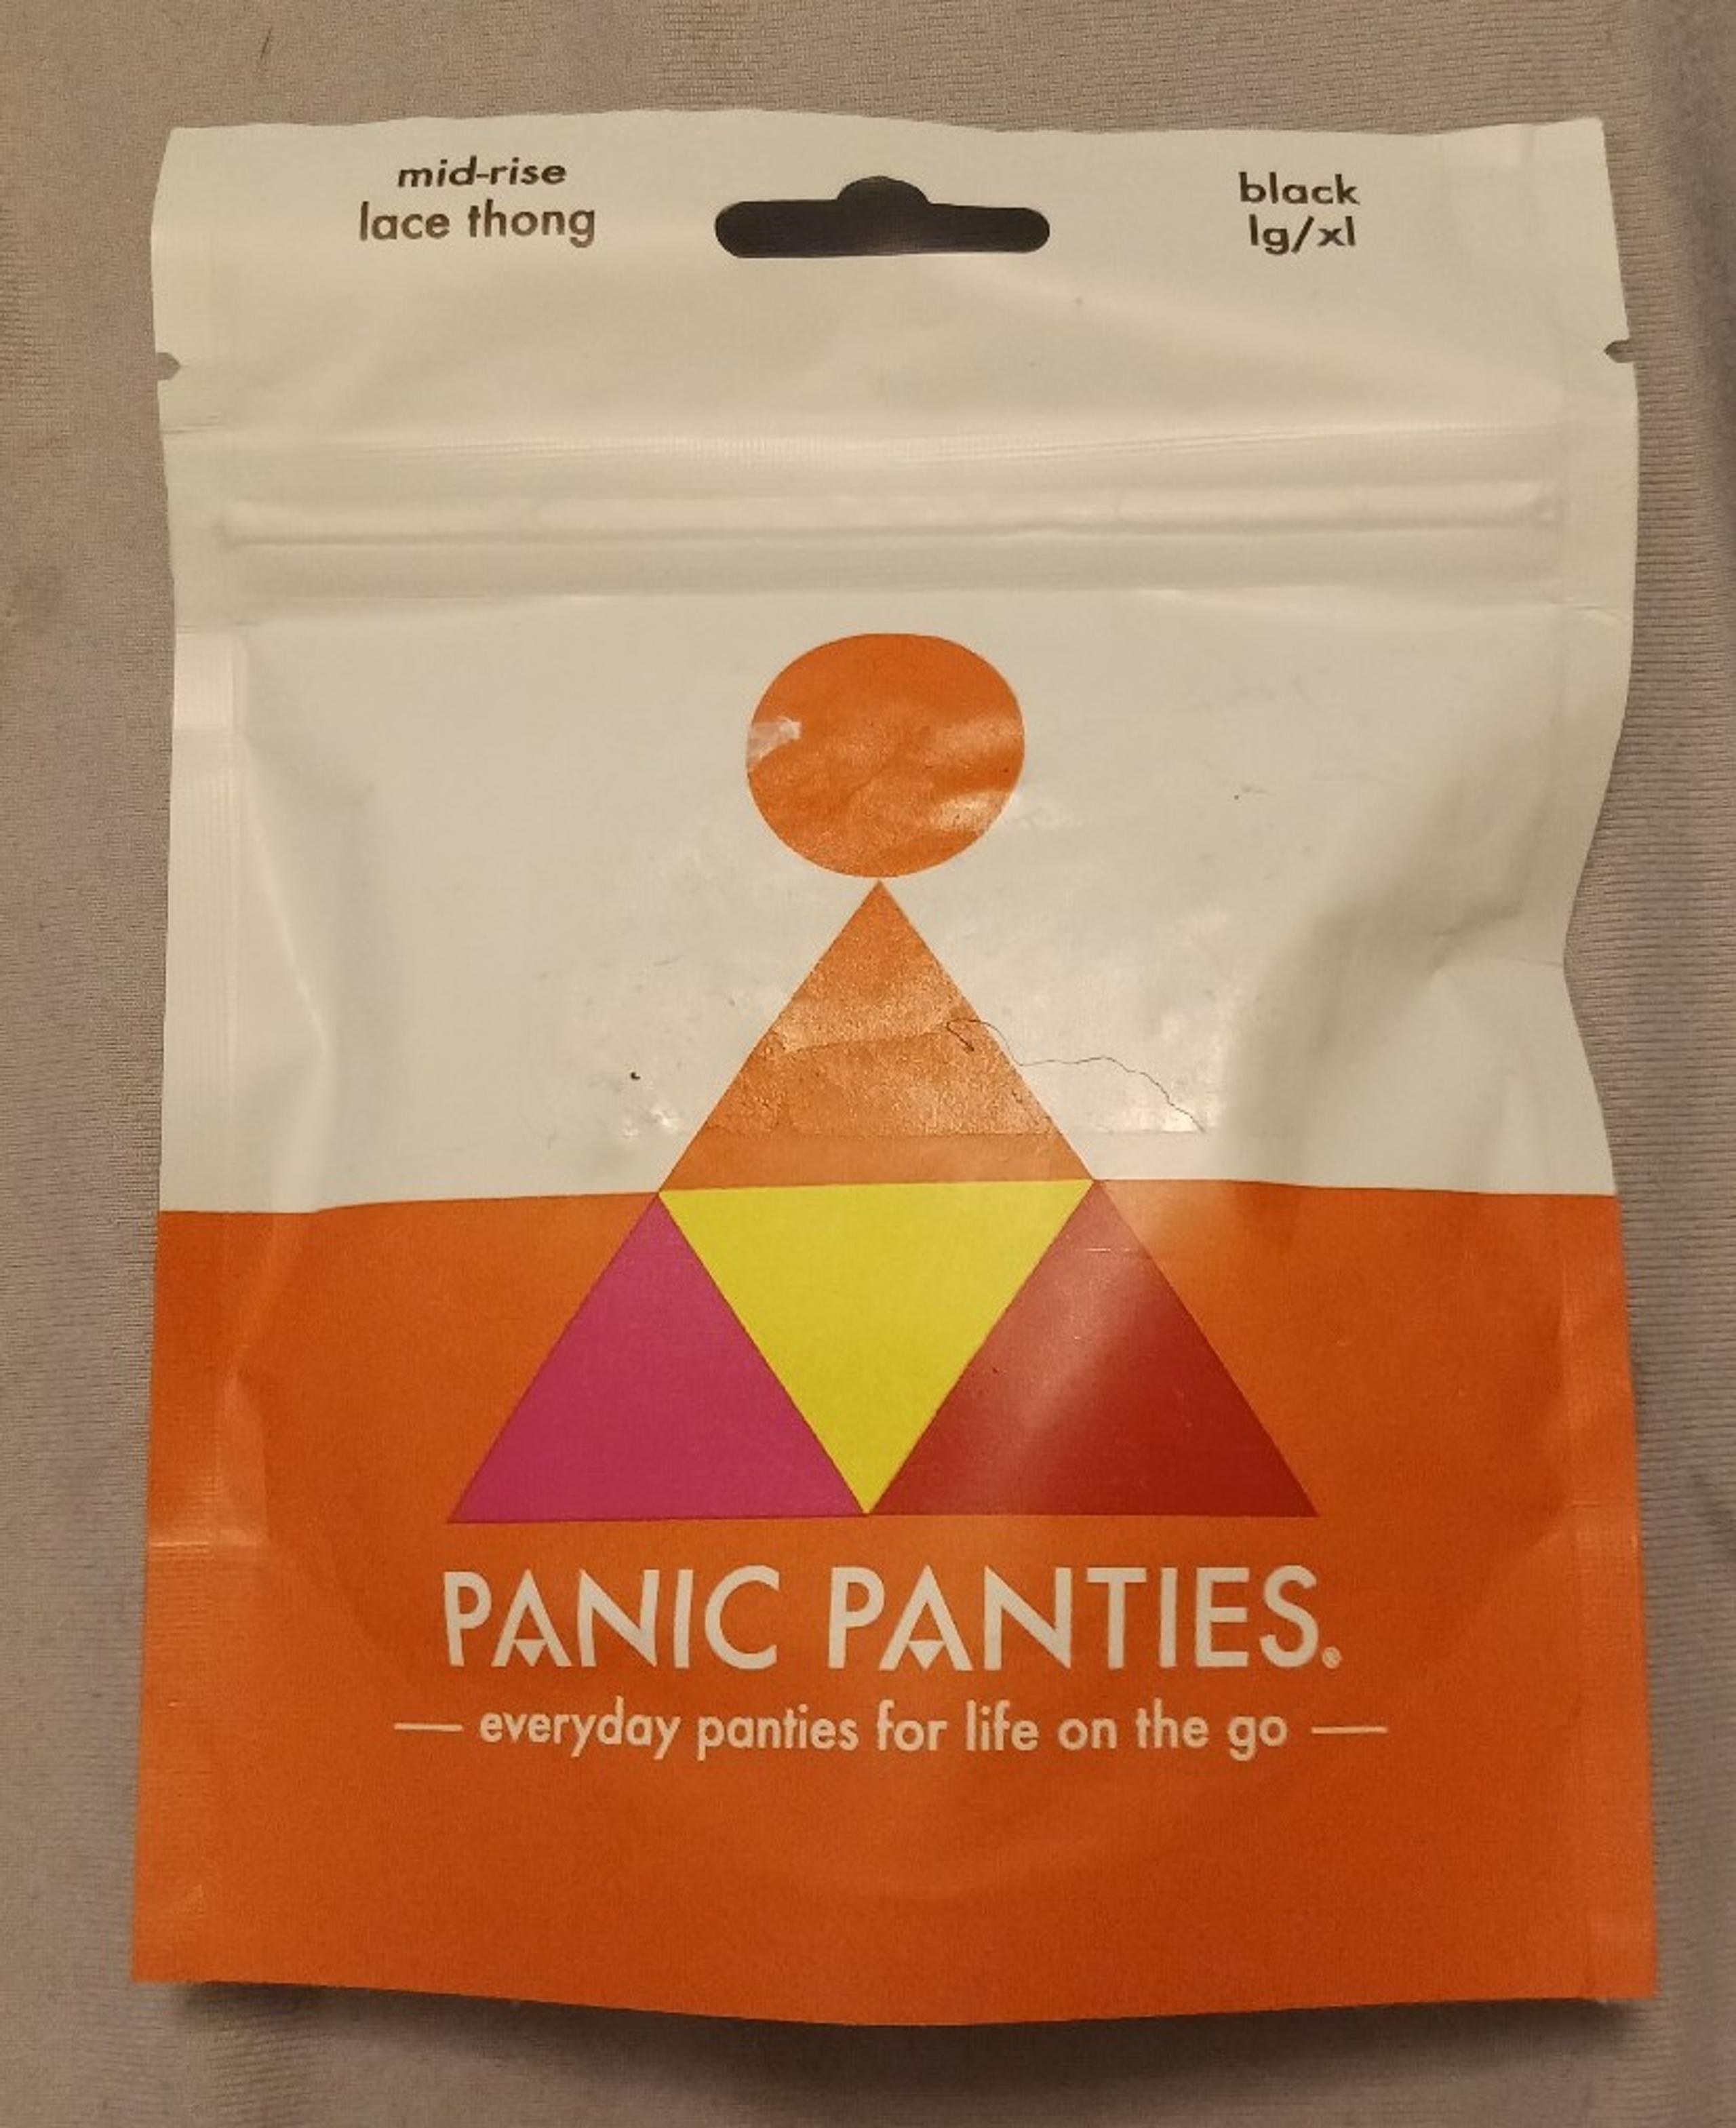 mid-rise
lace thong
black
lg/xl
PANIC PANTIES®
— everyday panties for life on the go —